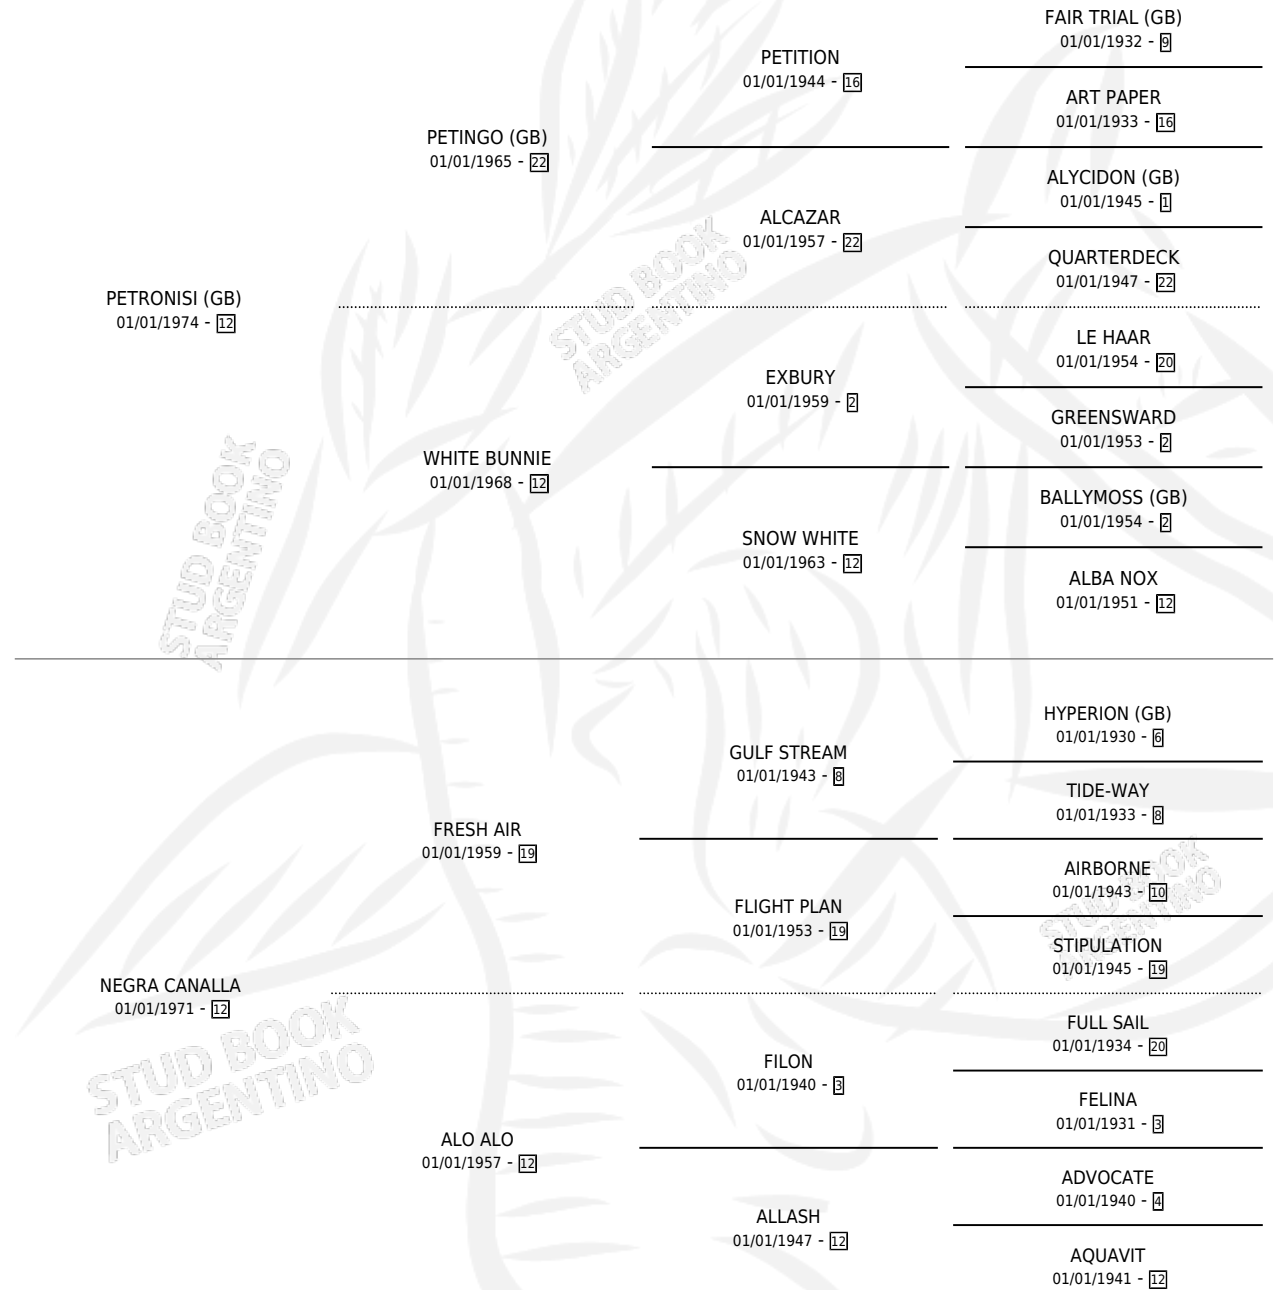 FAIR TRIAL (GB)
01/01/1932 - 9
PETITION
01/01/1944 - 16
ART PAPER
01/01/1933 - 16
PETINGO (GB)
01/01/1965 - 22
ALYCIDON (GB)
01/01/1945 - 1
ALCAZAR
01/01/1957 - 22
QUARTERDECK
01/01/1947 - 22
PETRONISI (GB)
01/01/1974 - 12
LE HAAR
01/01/1954 - 20
EXBURY
01/01/1959 - 2
GREENSWARD
01/01/1953 - 2
WHITE BUNNIE
01/01/1968 - 12
BALLYMOSS (GB)
01/01/1954 - 2
SNOW WHITE
01/01/1963 - 12
ALBA NOX
01/01/1951 - 12
HYPERION (GB)
01/01/1930 - 6
GULF STREAM
01/01/1943 - 8
TIDE-WAY
01/01/1933 - 8
FRESH AIR
01/01/1959 - 19
AIRBORNE
01/01/1943 - 10
FLIGHT PLAN
01/01/1953 - 19
STIPULATION
01/01/1945 - 19
NEGRA CANALLA
01/01/1971 - 12
FULL SAIL
01/01/1934 - 20
FILON
01/01/1940 - 3
FELINA
01/01/1931 - 3
ALO ALO
01/01/1957 - 12
ADVOCATE
01/01/1940 - 4
ALLASH
01/01/1947 - 12
AQUAVIT
01/01/1941 - 12
STUD BOOK
ARGENTINO
STUD BOOK
ARGENTINO
STUD BOOK
ARGENTINO
STUD BOOK
ARGENTINO